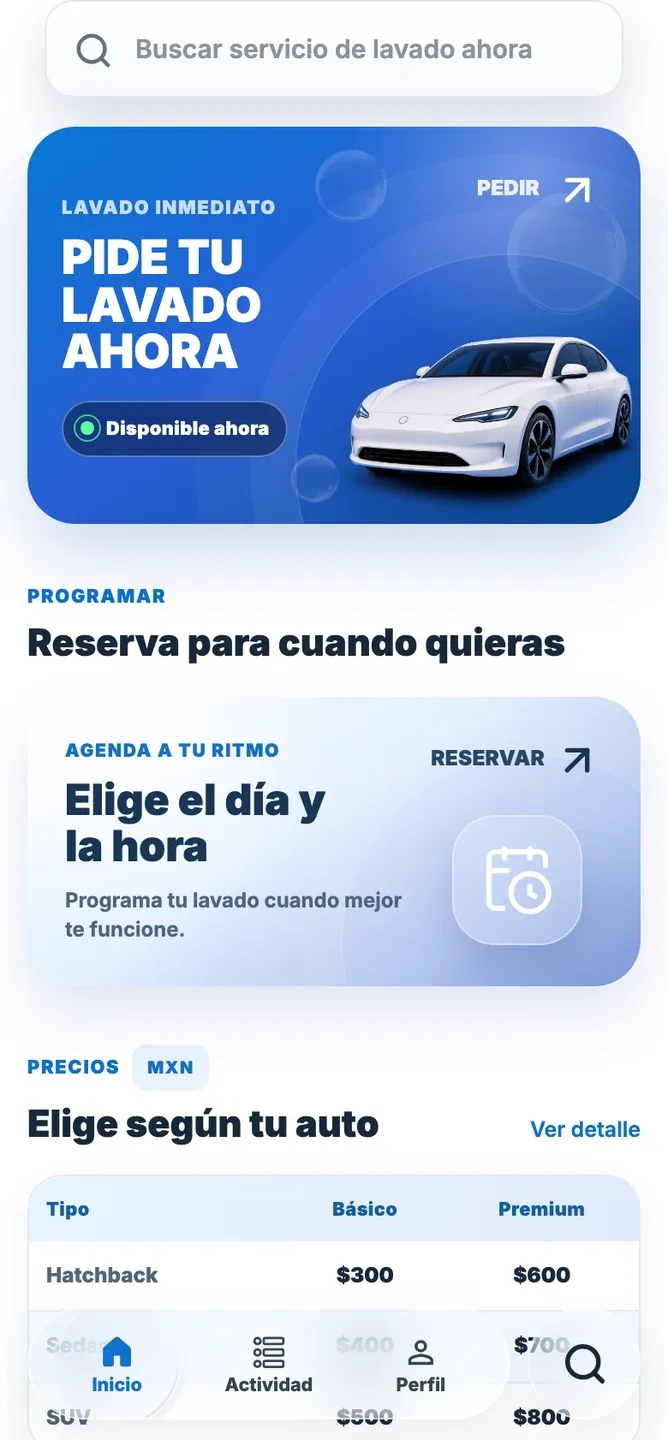 Buscar servicio de lavado ahora
LAVADO INMEDIATO
PEDIR
PIDE TU
LAVADO
AHORA
Disponible ahora
PROGRAMAR
Reserva para cuando quieras
AGENDA A TU RITMO
RESERVAR
Elige el día y
la hora
Programa tu lavado cuando mejor
te funcione.
PRECIOS MXN
Elige según tu auto
Ver detalle
Tipo Básico Premium
Hatchback $300 $600
Sedan $400 $700
Inicio Actividad Perfil
SUV $500 $800